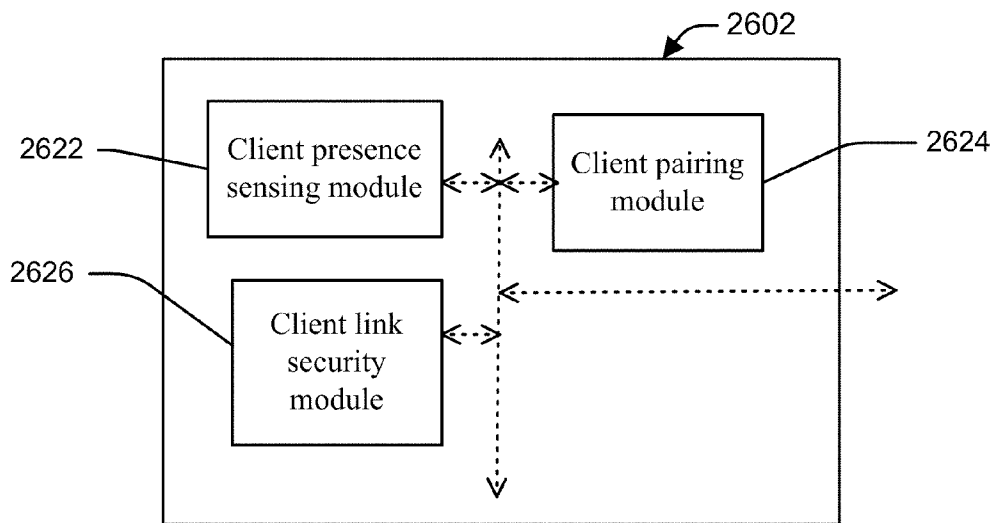 2602
2622
Client presence
sensing module
Client pairing
module
2624
2626
Client link
security
module